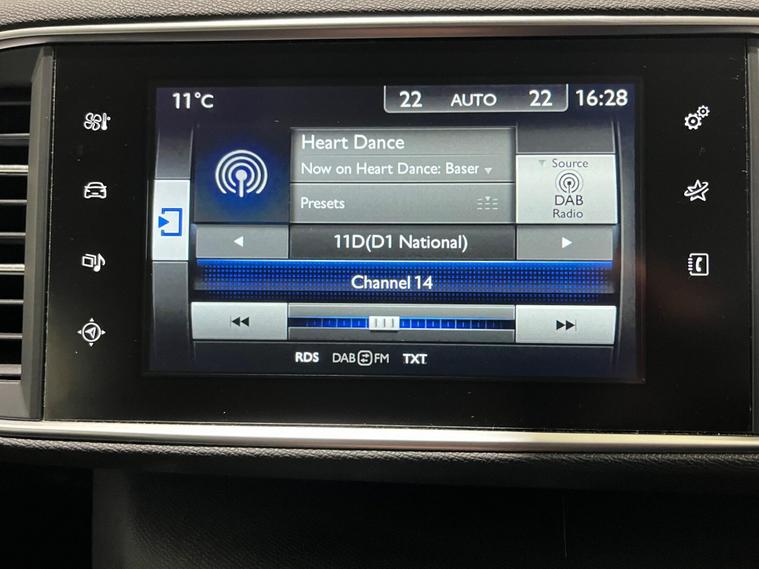 11°C 22 AUTO 22 16:28
Heart Dance
Now on Heart Dance: Baser
Source
DAB
Radio
Presets
11D(D1 National)
Channel 14
RDS DAB FM TXT